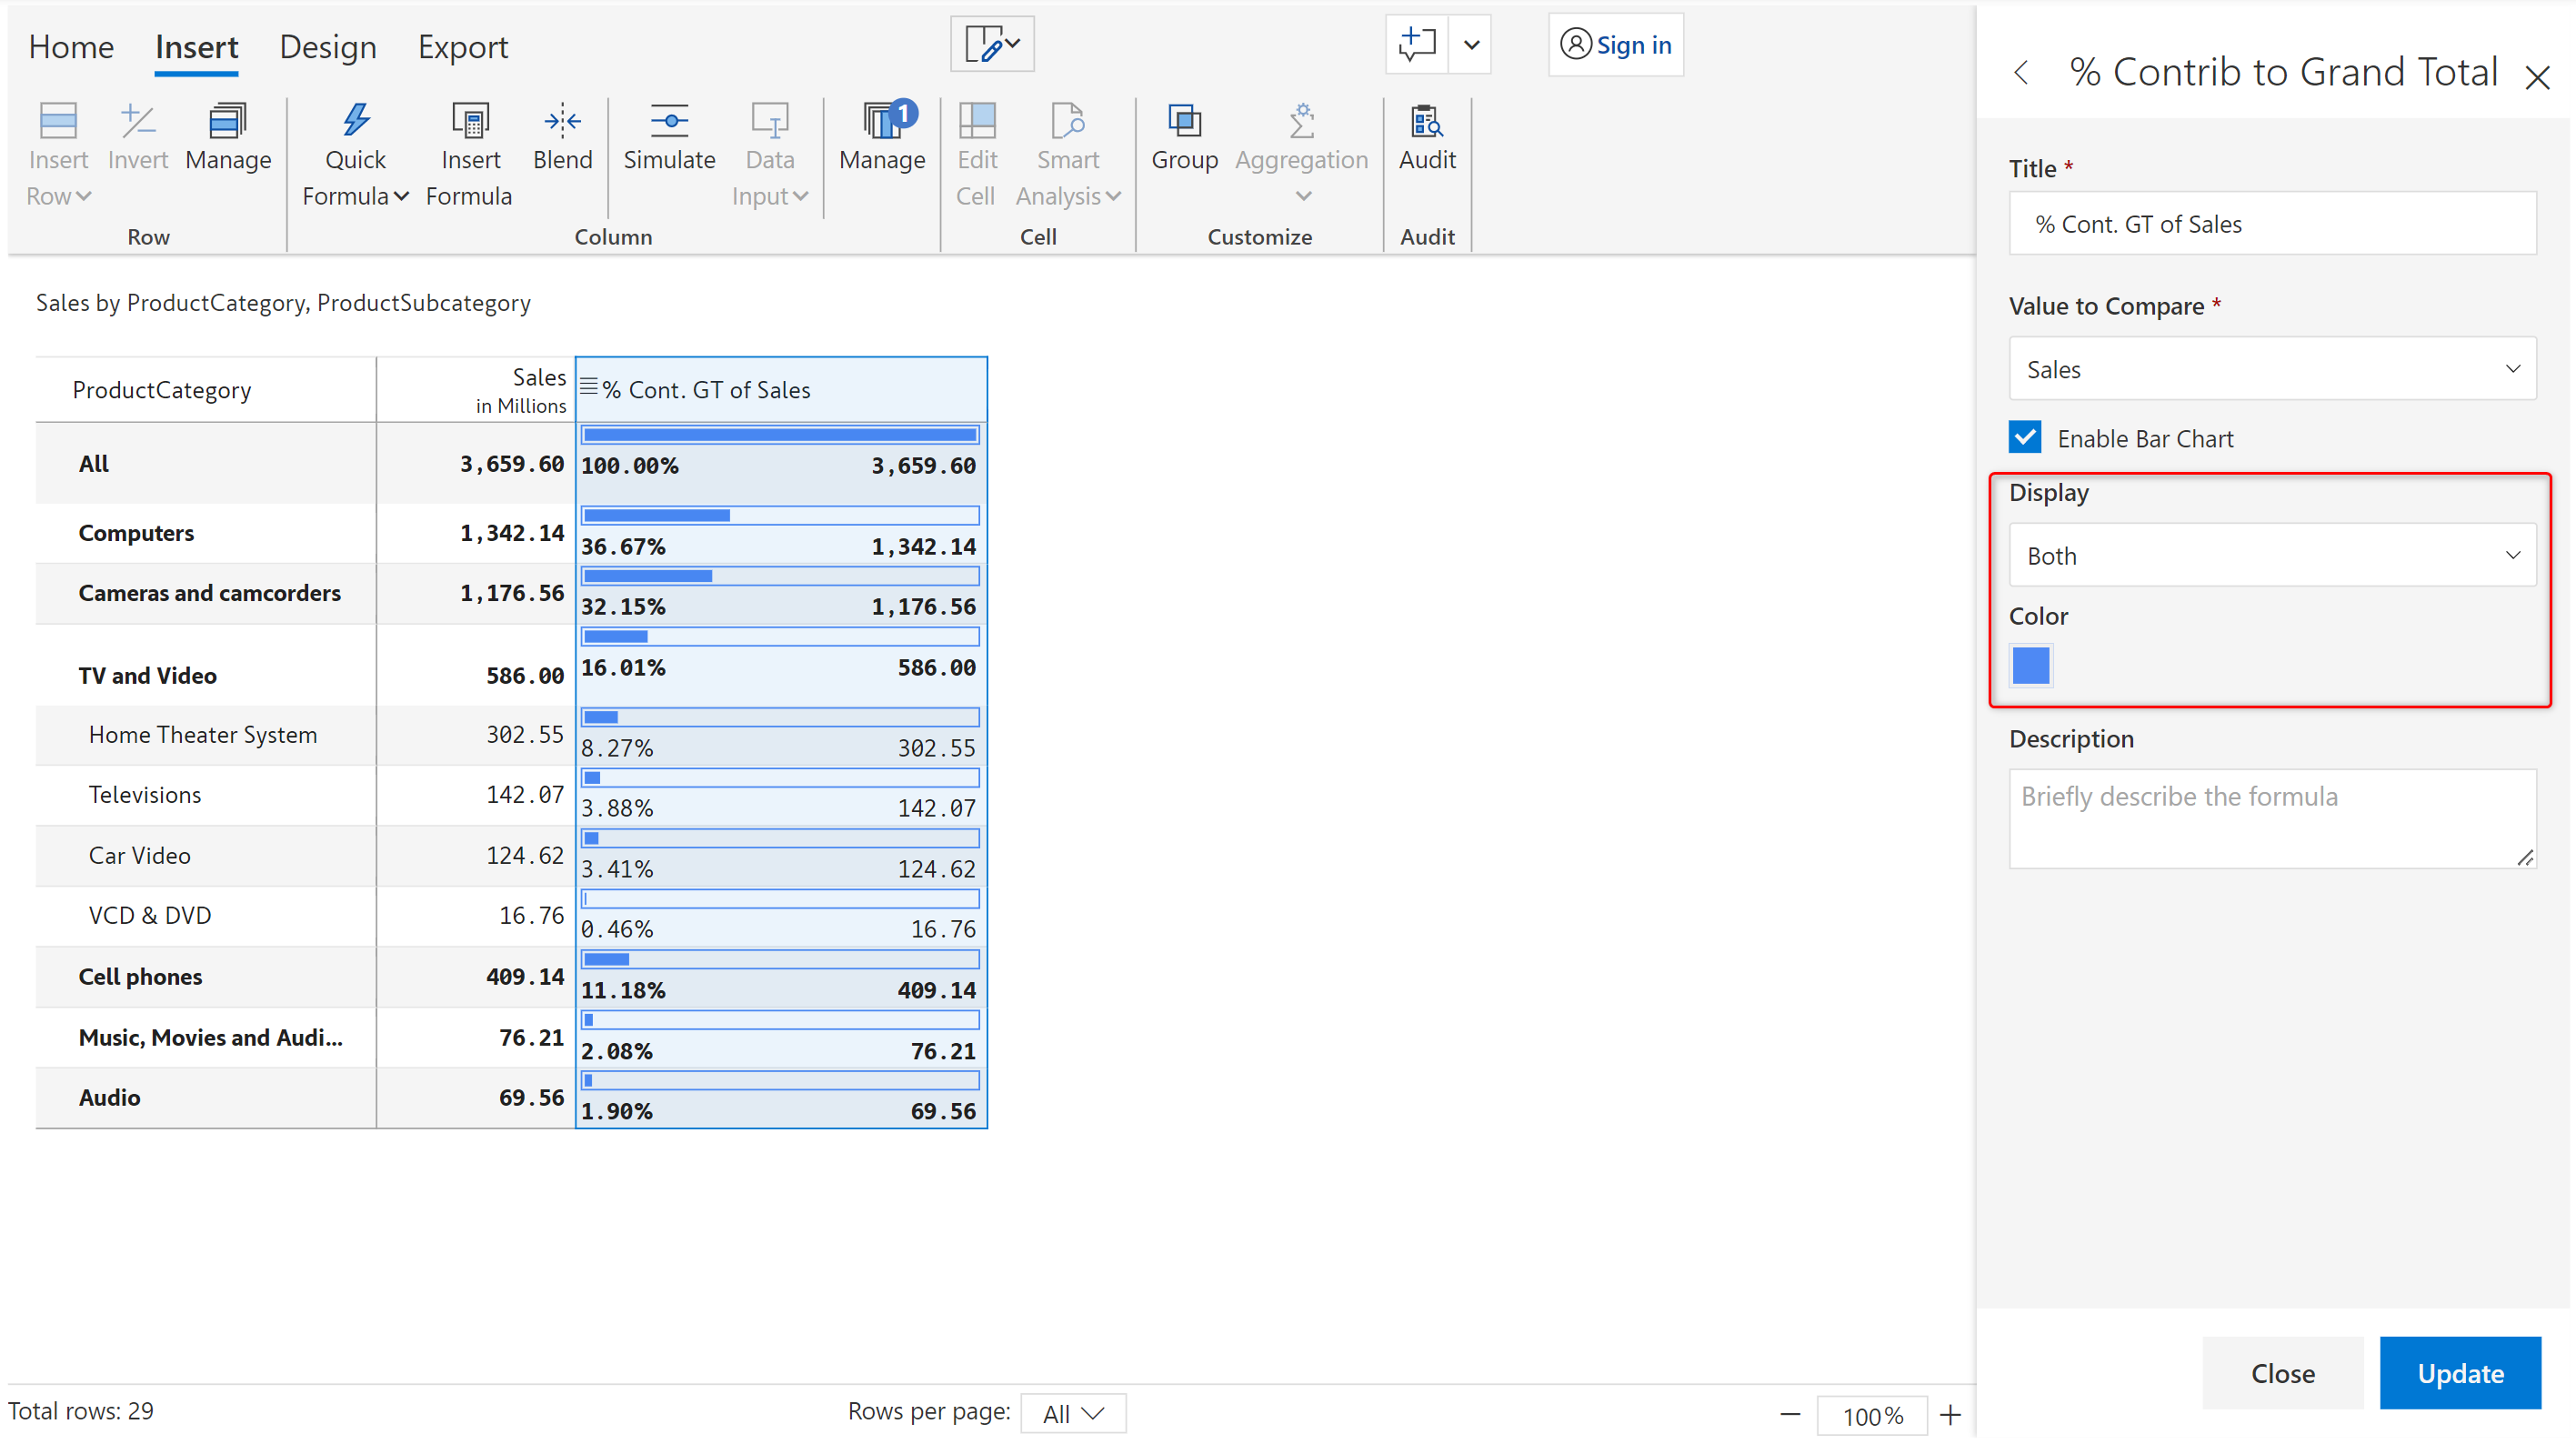 Home Insert Design Export Sign in
Insert Row
Invert
Manage
Quick Formula
Insert Formula
Blend
Simulate
Data Input
Manage
1
Edit Cell
Smart Analysis
Group
Aggregation
Audit
Row Column Cell Customize Audit
Sales by ProductCategory, ProductSubcategory
ProductCategory Sales in Millions % Cont. GT of Sales
All 3,659.60 100.00% 3,659.60
Computers 1,342.14 36.67% 1,342.14
Cameras and camcorders 1,176.56 32.15% 1,176.56
TV and Video 586.00 16.01% 586.00
Home Theater System 302.55 8.27% 302.55
Televisions 142.07 3.88% 142.07
Car Video 124.62 3.41% 124.62
VCD & DVD 16.76 0.46% 16.76
Cell phones 409.14 11.18% 409.14
Music, Movies and Audi... 76.21 2.08% 76.21
Audio 69.56 1.90% 69.56
Total rows: 29 Rows per page: All 100%
% Contrib to Grand Total
Title *
% Cont. GT of Sales
Value to Compare *
Sales
Enable Bar Chart
Display
Both
Color
Description
Briefly describe the formula
Close Update